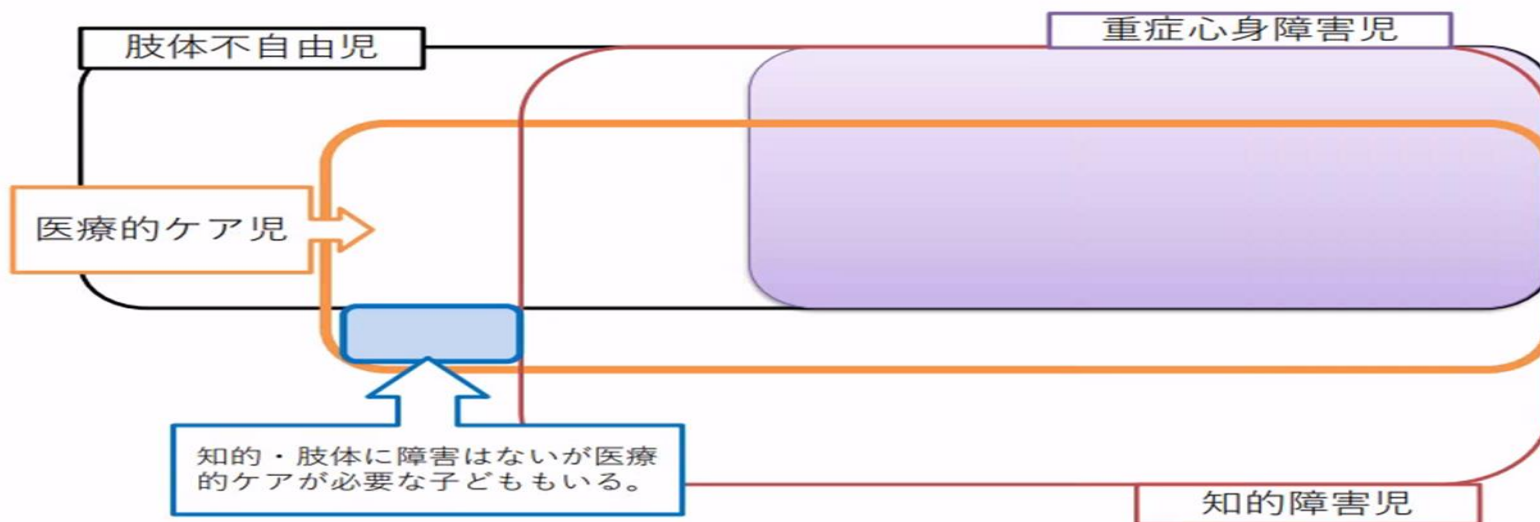 肢体不自由児
重症心身障害児
医療的ケア児
知的・肢体に障害はないが医療
的ケアが必要な子どももいる。
知的障害児